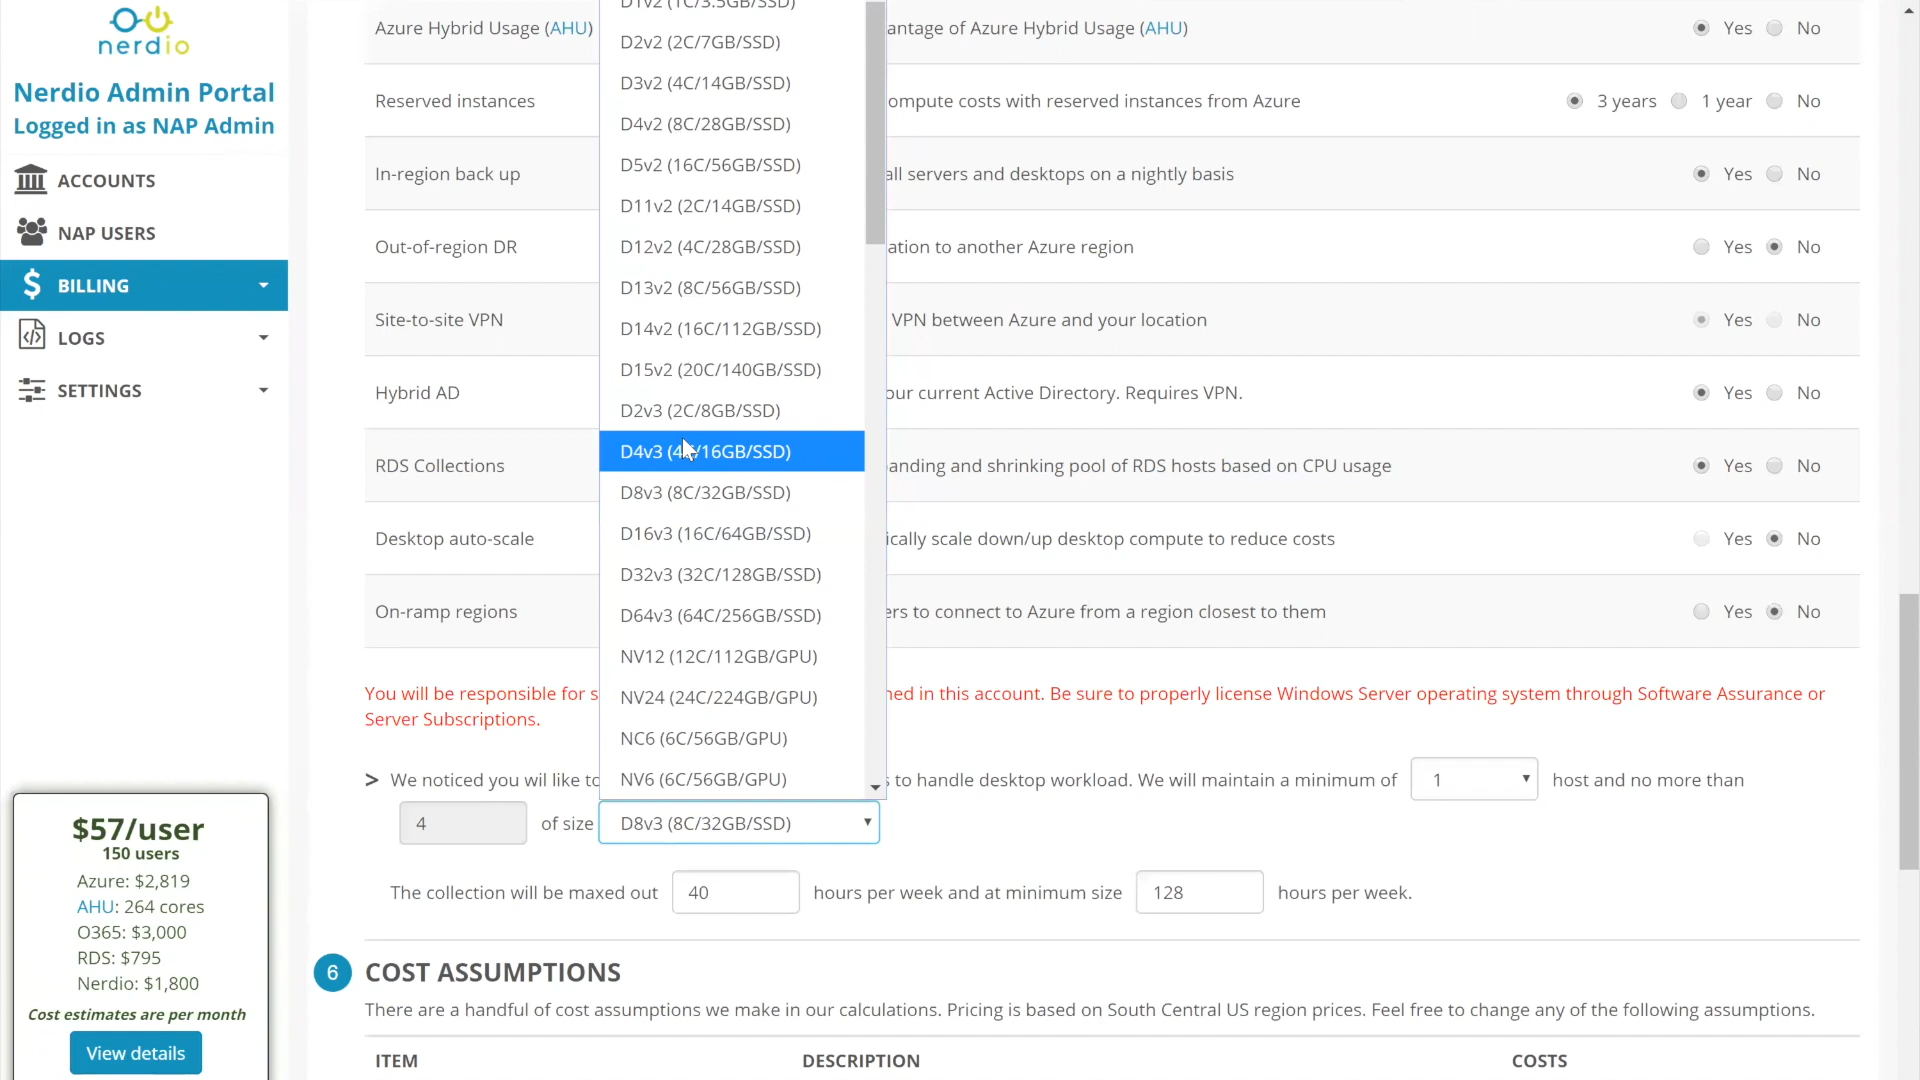 nerdio
Nerdio Admin Portal
Logged in as NAP Admin
ACCOUNTS
NAP USERS
BILLING
LOGS
SETTINGS
$57/user
150 users
Azure: $2,819
AHU: 264 cores
O365: $3,000
RDS: $795
Nerdio: $1,800
Cost estimates are per month
View details
Azure Hybrid Usage (AHU) antage of Azure Hybrid Usage (AHU) Yes No
Reserved instances ompute costs with reserved instances from Azure 3 years 1 year No
In-region back up all servers and desktops on a nightly basis Yes No
Out-of-region DR ation to another Azure region Yes No
Site-to-site VPN VPN between Azure and your location Yes No
Hybrid AD our current Active Directory. Requires VPN. Yes No
RDS Collections anding and shrinking pool of RDS hosts based on CPU usage Yes No
Desktop auto-scale ically scale down/up desktop compute to reduce costs Yes No
On-ramp regions ers to connect to Azure from a region closest to them Yes No
D1v2 (1C/3.5GB/SSD)
D2v2 (2C/7GB/SSD)
D3v2 (4C/14GB/SSD)
D4v2 (8C/28GB/SSD)
D5v2 (16C/56GB/SSD)
D11v2 (2C/14GB/SSD)
D12v2 (4C/28GB/SSD)
D13v2 (8C/56GB/SSD)
D14v2 (16C/112GB/SSD)
D15v2 (20C/140GB/SSD)
D2v3 (2C/8GB/SSD)
D4v3 (4C/16GB/SSD)
D8v3 (8C/32GB/SSD)
D16v3 (16C/64GB/SSD)
D32v3 (32C/128GB/SSD)
D64v3 (64C/256GB/SSD)
NV12 (12C/112GB/GPU)
NV24 (24C/224GB/GPU)
NC6 (6C/56GB/GPU)
NV6 (6C/56GB/GPU)
You will be responsible for s ned in this account. Be sure to properly license Windows Server operating system through Software Assurance or
Server Subscriptions.
> We noticed you wil like to s to handle desktop workload. We will maintain a minimum of 1 host and no more than
4 of size D8v3 (8C/32GB/SSD)
The collection will be maxed out 40 hours per week and at minimum size 128 hours per week.
6 COST ASSUMPTIONS
There are a handful of cost assumptions we make in our calculations. Pricing is based on South Central US region prices. Feel free to change any of the following assumptions.
ITEM DESCRIPTION COSTS